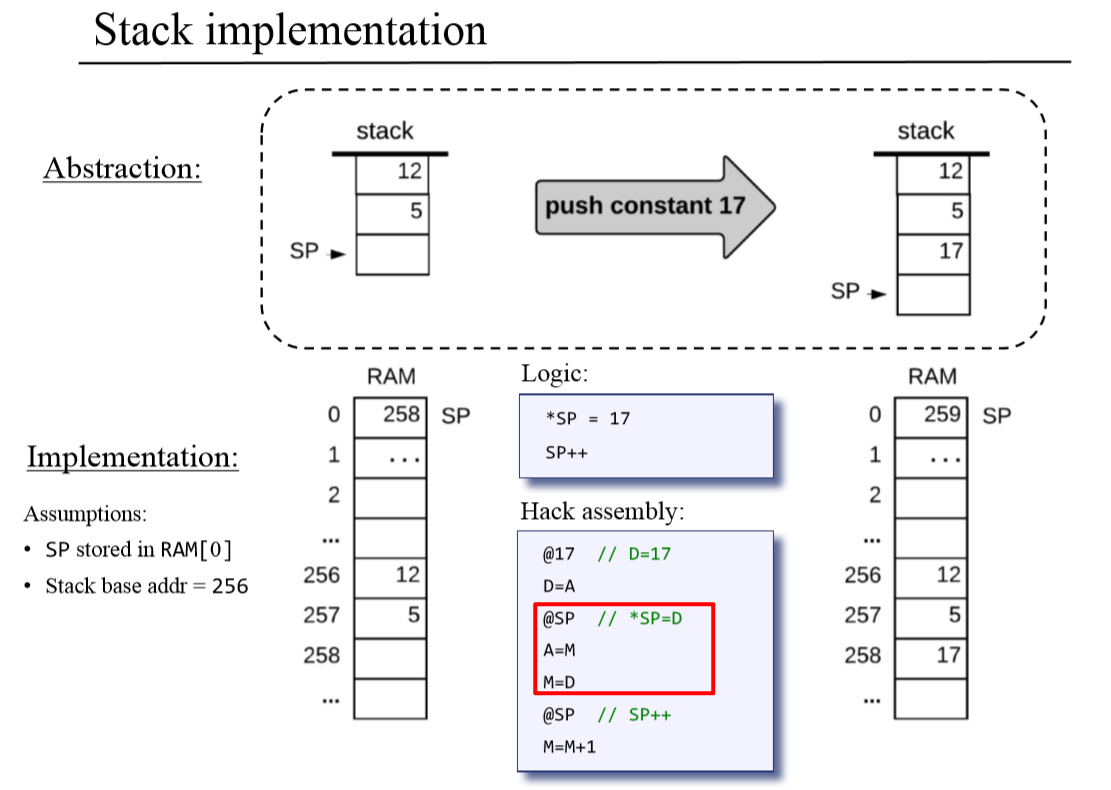 Stack implementation
Abstraction:
stack
12
5
SP
push constant 17
stack
12
5
17
SP
Implementation:
Assumptions:
• SP stored in RAM[0]
• Stack base addr = 256
RAM
0 258 SP
1 ...
2
...
256 12
257 5
258
...
Logic:
*SP = 17
SP++
Hack assembly:
@17 // D=17
D=A
@SP // *SP=D
A=M
M=D
@SP // SP++
M=M+1
RAM
0 259 SP
1 ...
2
...
256 12
257 5
258 17
...